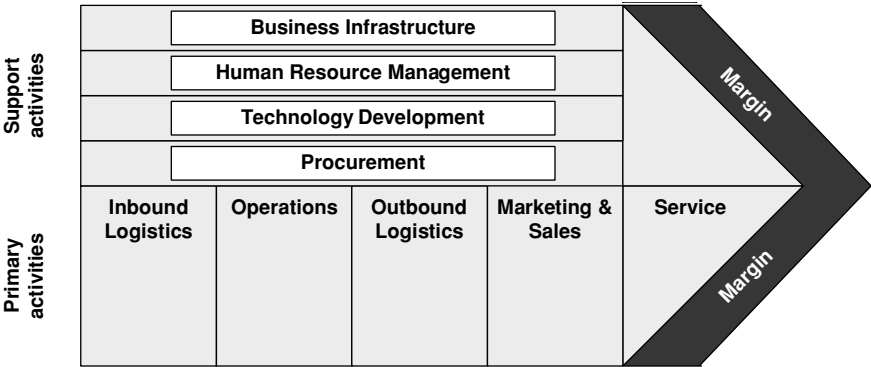 Support
activities
Business Infrastructure
Human Resource Management
Technology Development
Procurement
Margin
Primary
activities
Inbound
Logistics
Operations
Outbound
Logistics
Marketing &
Sales
Service
Margin